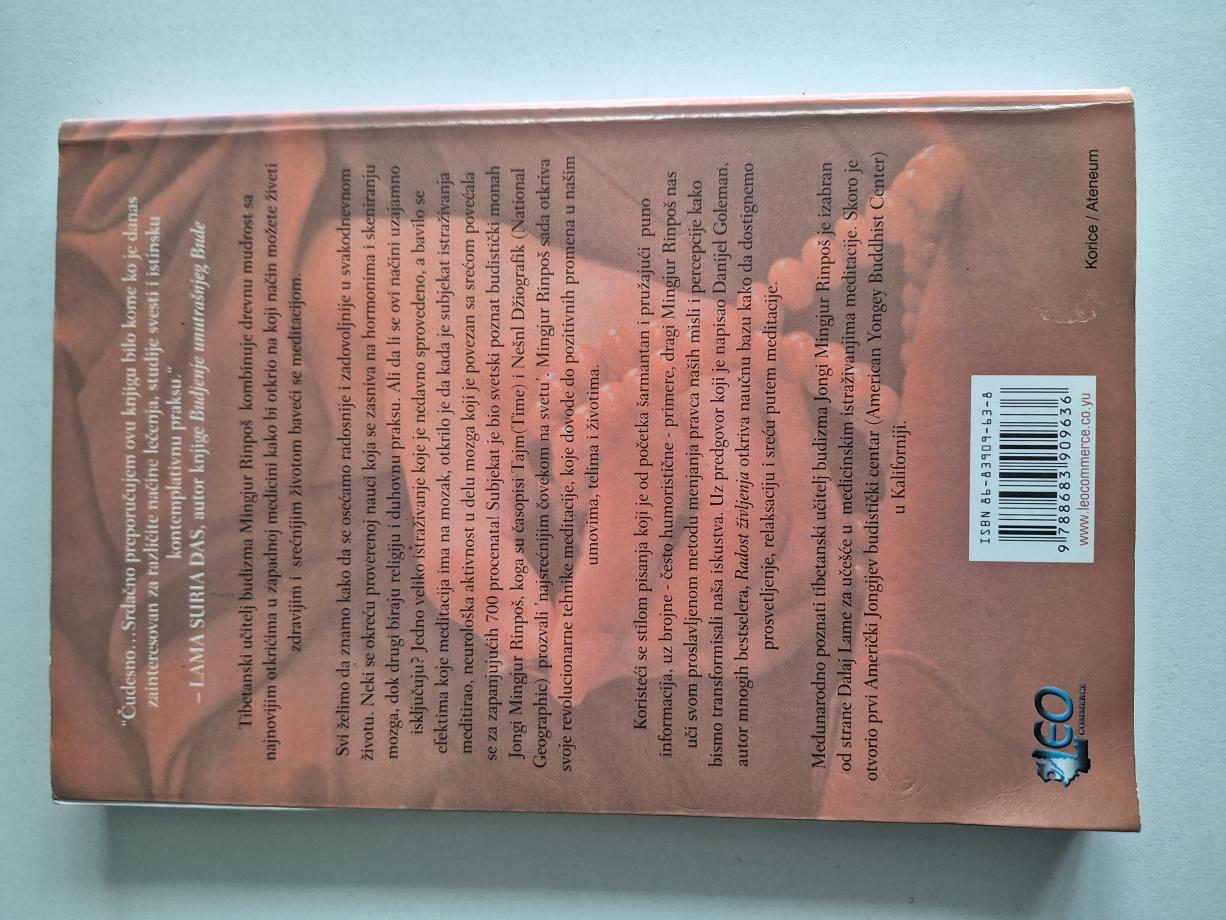 "Čudesno...Srdačno preporučujem ovu knjigu bilo kome ko je danas
zainteresovan za različite načine lečenja, studije svesti i istinsku
kontemplativnu praksu."
– LAMA SURIA DAS, autor knjige Budjenje unutrašnjeg Bude
Tibetanski učitelj budizma Mingjur Rinpoš kombinuje drevnu mudrost sa
najnovijim otkrićima u zapadnoj medicini kako bi otkrio na koji način možete živeti
zdravijim i srećnijim životom baveći se meditacijom.
Svi želimo da znamo kako da se osećamo radosnije i zadovoljnije u svakodnevnom
životu. Neki se okreću proverenoj nauci koja se zasniva na hormonima i skeniranju
mozga, dok drugi biraju religiju i duhovnu praksu. Ali da li se ovi načini uzajamno
isključuju? Jedno veliko istraživanje koje je nedavno sprovedeno, a bavilo se
efektima koje meditacija ima na mozak, otkrilo je da kada je subjekat istraživanja
meditirao, neurološka aktivnost u delu mozga koji je povezan sa srećom povećala
se za zapanjujućih 700 procenata! Subjekat je bio svetski poznat budistički monah
Jongi Mingjur Rinpoš, koga su časopisi Tajm(Time) i Nešnl Džiografik (National
Geographic) prozvali 'najsrećnijim čovekom na svetu'. Mingjur Rinpoš sada otkriva
svoje revolucionarne tehnike meditacije, koje dovode do pozitivnih promena u našim
umovima, telima i životima.
Koristeći se stilom pisanja koji je od početka šarmantan i pružajući puno
informacija, uz brojne - često humoristične - primere, dragi Mingjur Rinpoš nas
uči svom proslavljenom metodu menjanja pravca naših misli i percepcije kako
bismo transformisali naša iskustva. Uz predgovor koji je napisao Danijel Goleman,
autor mnogih bestselera, Radost življenja otkriva naučnu bazu kako da dostignemo
prosvetljenje, relaksaciju i sreću putem meditacije.
Međunarodno poznati tibetanski učitelj budizma Jongi Mingjur Rinpoš je izabran
od strane Dalaj Lame za učešće u medicinskim istraživanjima meditacije. Skoro je
otvorio prvi Američki Jongijev budistički centar (American Yongey Buddhist Center)
u Kaliforniji.
LEO
COMMERCE
ISBN 86-83909-63-8
9 788683 909636
www.leocommerce.co.yu
Korice / Ateneum